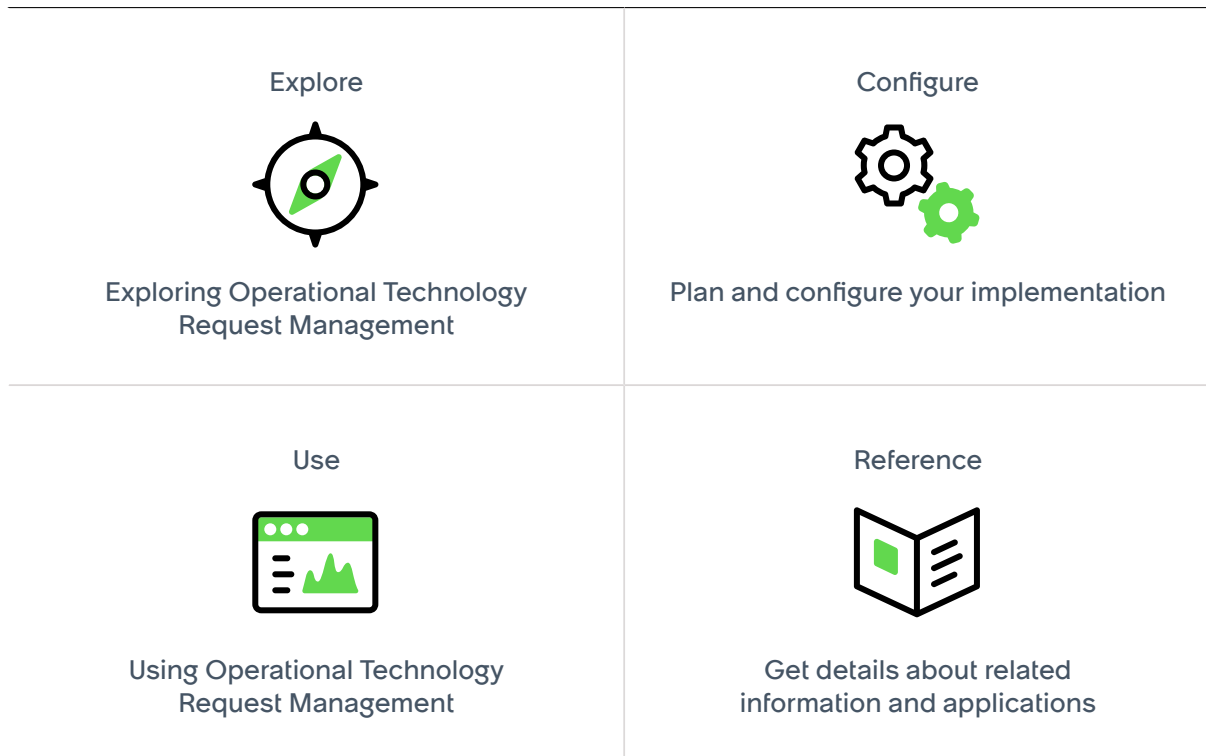 Explore
Exploring Operational Technology
Request Management
Configure
Plan and configure your implementation
Use
Using Operational Technology
Request Management
Reference
Get details about related
information and applications